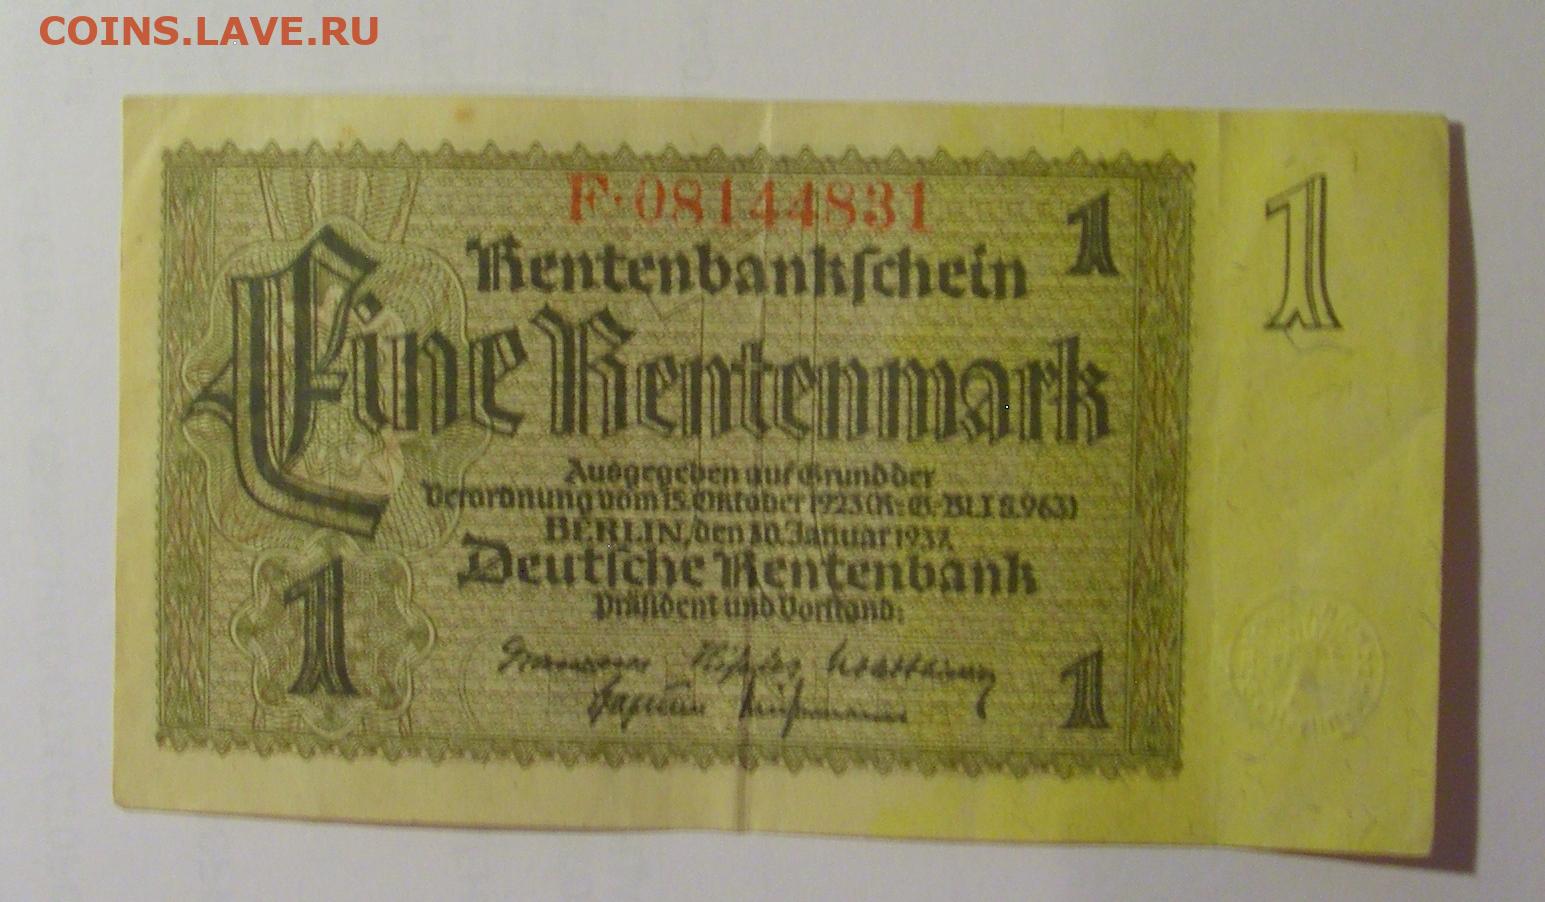 COINS.LAVE.RU
F·08144831
Rentenbankſchein
1
1
Eine Rentenmark
Ausgegeben auf Grund der
Verordnung vom 15. Oktober 1923 (R.-G.-Bl. I S. 963)
BERLIN, den 30. Januar 1937.
Deutſche Rentenbank
Präſident und Vorſtand:
1
1